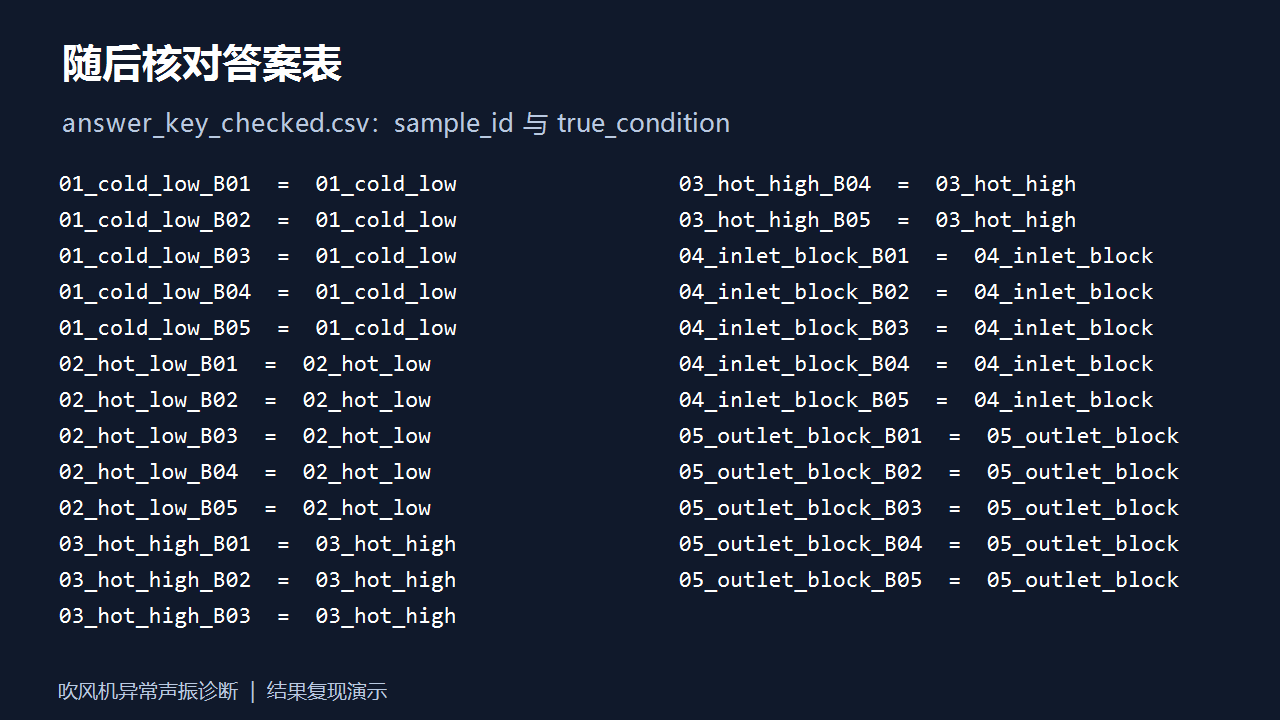 随后核对答案表
answer_key_checked.csv：sample_id 与 true_condition
01_cold_low_B01 = 01_cold_low
01_cold_low_B02 = 01_cold_low
01_cold_low_B03 = 01_cold_low
01_cold_low_B04 = 01_cold_low
01_cold_low_B05 = 01_cold_low
02_hot_low_B01 = 02_hot_low
02_hot_low_B02 = 02_hot_low
02_hot_low_B03 = 02_hot_low
02_hot_low_B04 = 02_hot_low
02_hot_low_B05 = 02_hot_low
03_hot_high_B01 = 03_hot_high
03_hot_high_B02 = 03_hot_high
03_hot_high_B03 = 03_hot_high
03_hot_high_B04 = 03_hot_high
03_hot_high_B05 = 03_hot_high
04_inlet_block_B01 = 04_inlet_block
04_inlet_block_B02 = 04_inlet_block
04_inlet_block_B03 = 04_inlet_block
04_inlet_block_B04 = 04_inlet_block
04_inlet_block_B05 = 04_inlet_block
05_outlet_block_B01 = 05_outlet_block
05_outlet_block_B02 = 05_outlet_block
05_outlet_block_B03 = 05_outlet_block
05_outlet_block_B04 = 05_outlet_block
05_outlet_block_B05 = 05_outlet_block
吹风机异常声振诊断 | 结果复现演示